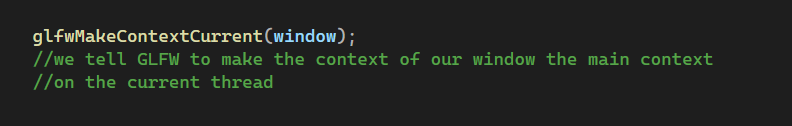 glfwMakeContextCurrent(window);
//we tell GLFW to make the context of our window the main context
//on the current thread